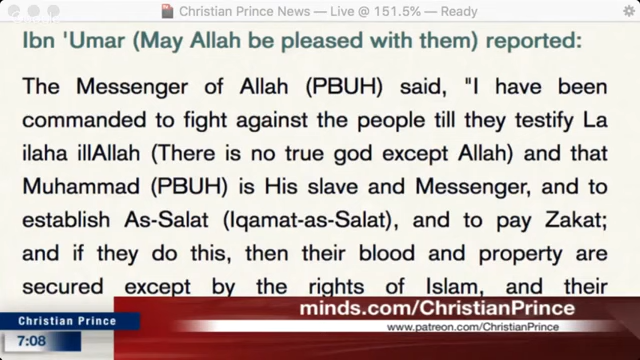 Christian Prince News — Live @ 151.5% — Ready
Ibn 'Umar (May Allah be pleased with them) reported:
The Messenger of Allah (PBUH) said, "I have been
commanded to fight against the people till they testify La
ilaha illAllah (There is no true god except Allah) and that
Muhammad (PBUH) is His slave and Messenger, and to
establish As-Salat (Iqamat-as-Salat), and to pay Zakat;
and if they do this, then their blood and property are
secured except by the rights of Islam, and their
minds.com/ChristianPrince
Christian Prince
www.patreon.com/ChristianPrince
7:08